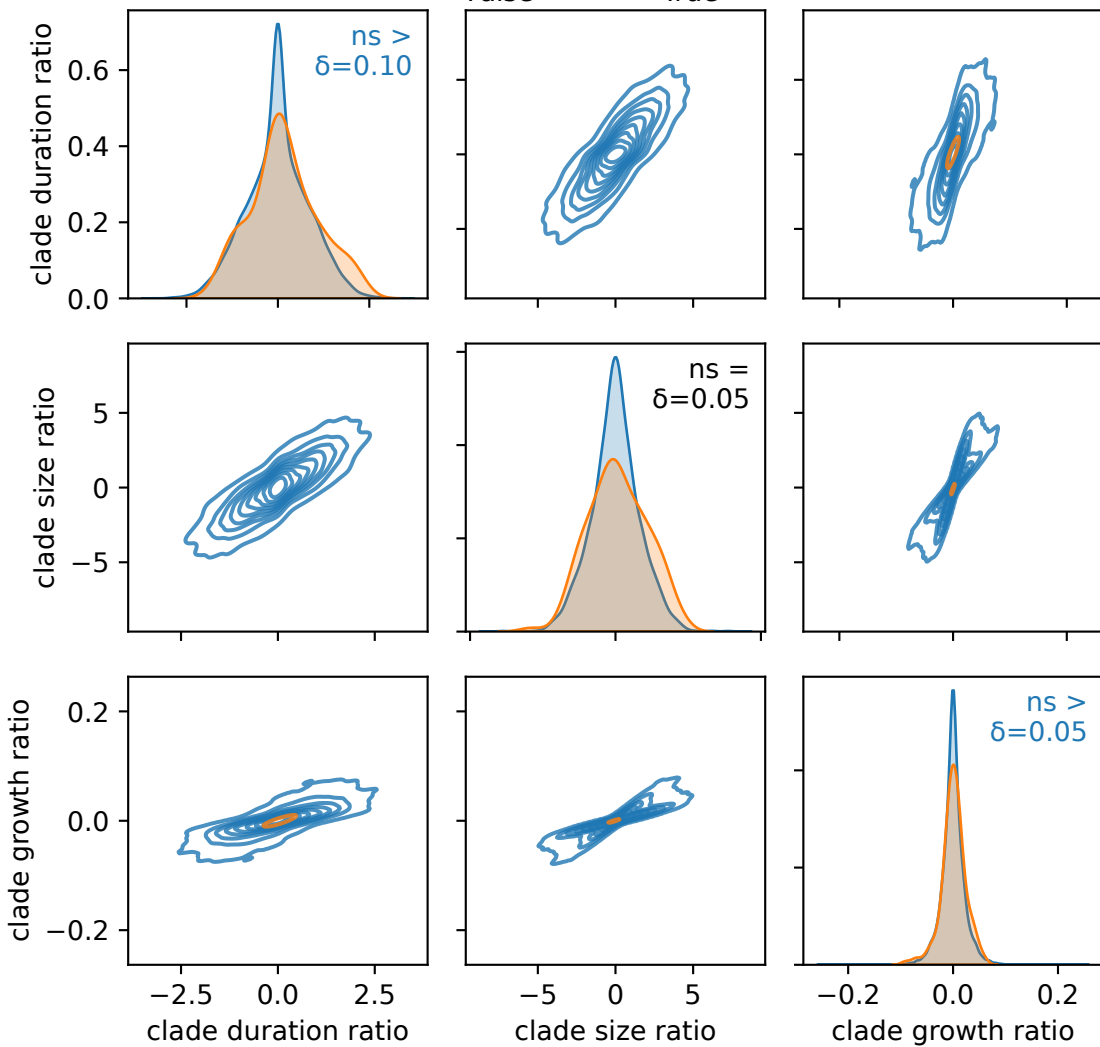 clade duration ratio
0.6
0.4
0.2
0.0
ns >
δ=0.10
clade size ratio
5
0
−5
ns =
δ=0.05
clade growth ratio
0.2
0.0
−0.2
ns >
δ=0.05
−2.5 0.0 2.5
−5 0 5
−0.2 0.0 0.2
clade duration ratio
clade size ratio
clade growth ratio